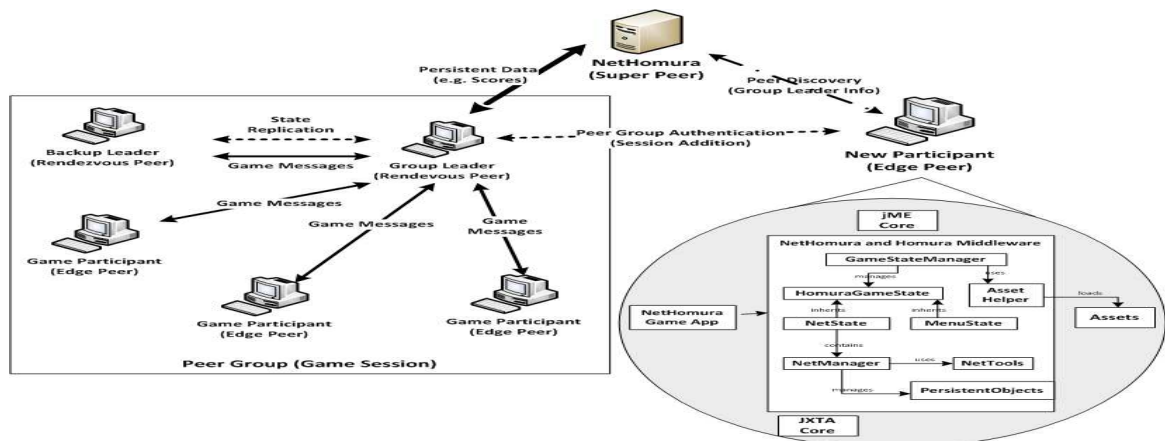 NetHomura
(Super Peer)
Persistent Data
(e.g. Scores)
Peer Discovery
(Group Leader Info)
State
Replication
Backup Leader
(Rendezvous Peer)
Game Messages
Group Leader
(Rendevous Peer)
Peer Group Authentication
(Session Addition)
New Participant
(Edge Peer)
Game Messages
Game Messages
Game
Messages
Game Participant
(Edge Peer)
Game Participant
(Edge Peer)
Game Participant
(Edge Peer)
Peer Group (Game Session)
jME
Core
NetHomura and Homura Middleware
GameStateManager
manages
uses
HomuraGameState
Asset
Helper
loads
Assets
NetHomura
Game App
inherits
inherits
NetState
MenuState
contains
NetManager
uses
NetTools
manages
PersistentObjects
JXTA
Core